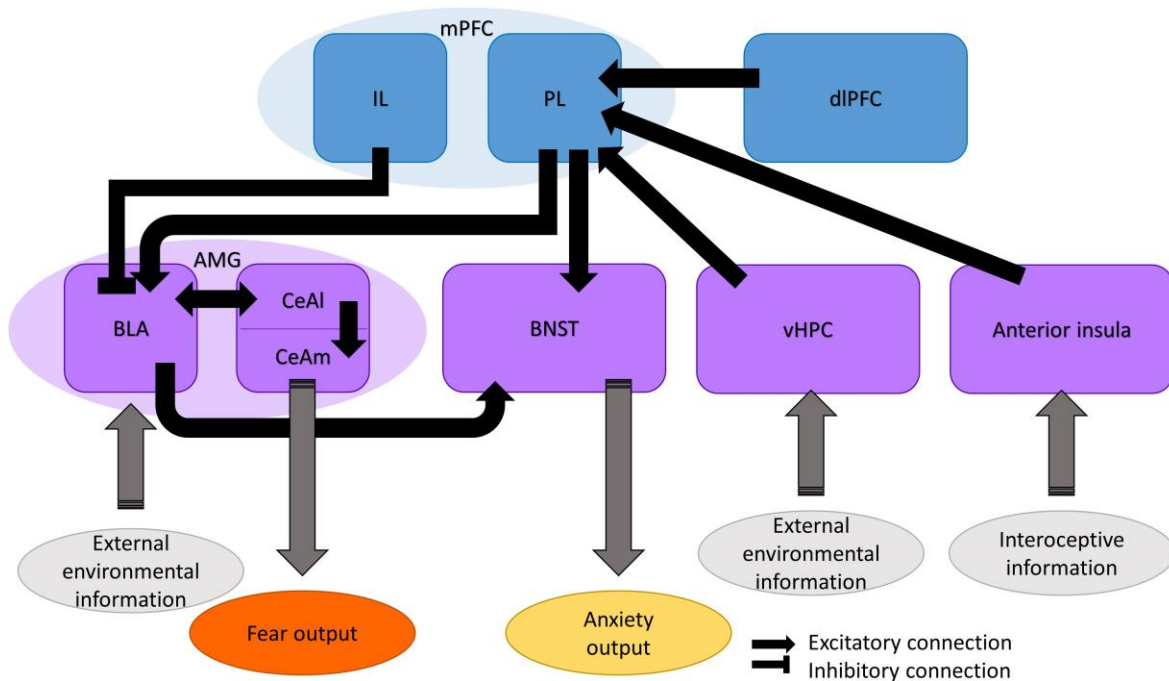 mPFC
IL
PL
dlPFC
AMG
BLA
CeAl
CeAm
BNST
vHPC
Anterior insula
External
environmental
information
Fear output
Anxiety
output
External
environmental
information
Interoceptive
information
Excitatory connection
Inhibitory connection